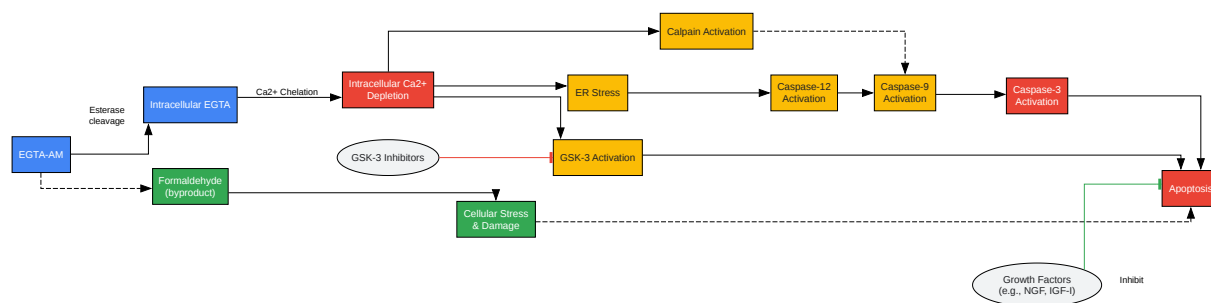 Calpain Activation
Intracellular Ca2+
Depletion
ER Stress
Caspase-12
Activation
Caspase-9
Activation
Caspase-3
Activation
Ca2+ Chelation
Intracellular EGTA
Esterase
cleavage
EGTA-AM
GSK-3 Inhibitors
GSK-3 Activation
Formaldehyde
(byproduct)
Apoptosis
Cellular Stress
& Damage
Growth Factors
(e.g., NGF, IGF-I)
Inhibit